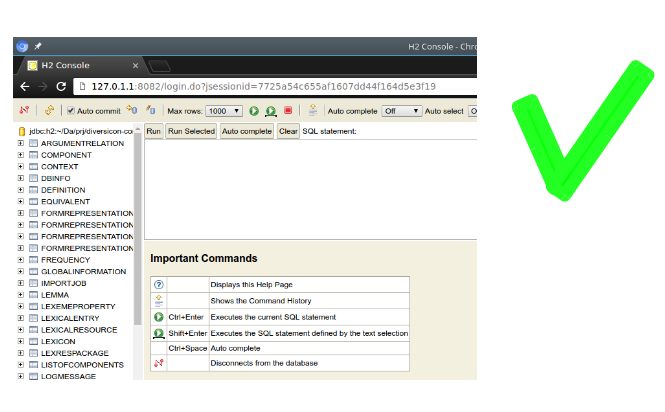 H2 Console - Chro
H2 Console
127.0.1.1:8082/login.do?jsessionid=7725a54c655af1607dd44f164d5e3f19
Auto commit Max rows: 1000 Auto complete Off Auto select
jdbc:h2:~/Da/prj/diversicon-co
Run Run Selected Auto complete Clear SQL statement:
ARGUMENTRELATION
COMPONENT
CONTEXT
DBINFO
DEFINITION
EQUIVALENT
FORMREPRESENTATION
FORMREPRESENTATION
FORMREPRESENTATION
FORMREPRESENTATION
FREQUENCY
GLOBALINFORMATION
IMPORTJOB
LEMMA
LEXEMEPROPERTY
LEXICALENTRY
LEXICALRESOURCE
LEXICON
LEXRESPACKAGE
LISTOFCOMPONENTS
LOGMESSAGE
Important Commands
Displays this Help Page
Shows the Command History
Ctrl+Enter Executes the current SQL statement
Shift+Enter Executes the SQL statement defined by the text selection
Ctrl+Space Auto complete
Disconnects from the database